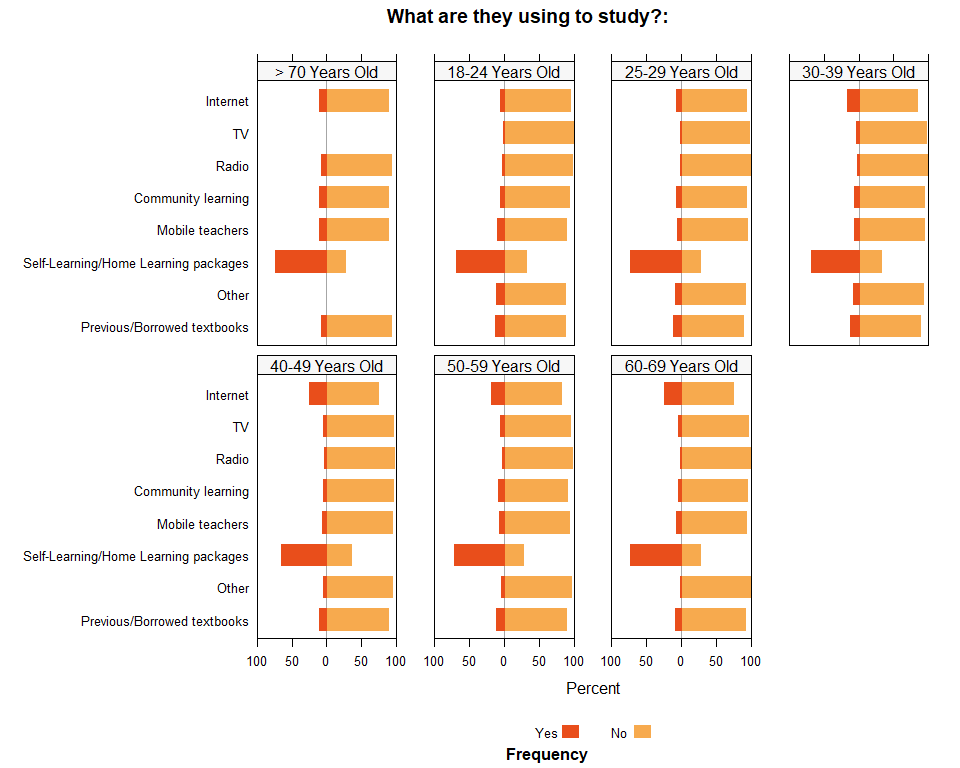 What are they using to study?:
> 70 Years Old
18-24 Years Old
25-29 Years Old
30-39 Years Old
Internet
TV
Radio
Community learning
Mobile teachers
Self-Learning/Home Learning packages
Other
Previous/Borrowed textbooks
40-49 Years Old
50-59 Years Old
60-69 Years Old
Internet
TV
Radio
Community learning
Mobile teachers
Self-Learning/Home Learning packages
Other
Previous/Borrowed textbooks
100 50 0 50 100 100 50 0 50 100 100 50 0 50 100
Percent
Yes No
Frequency